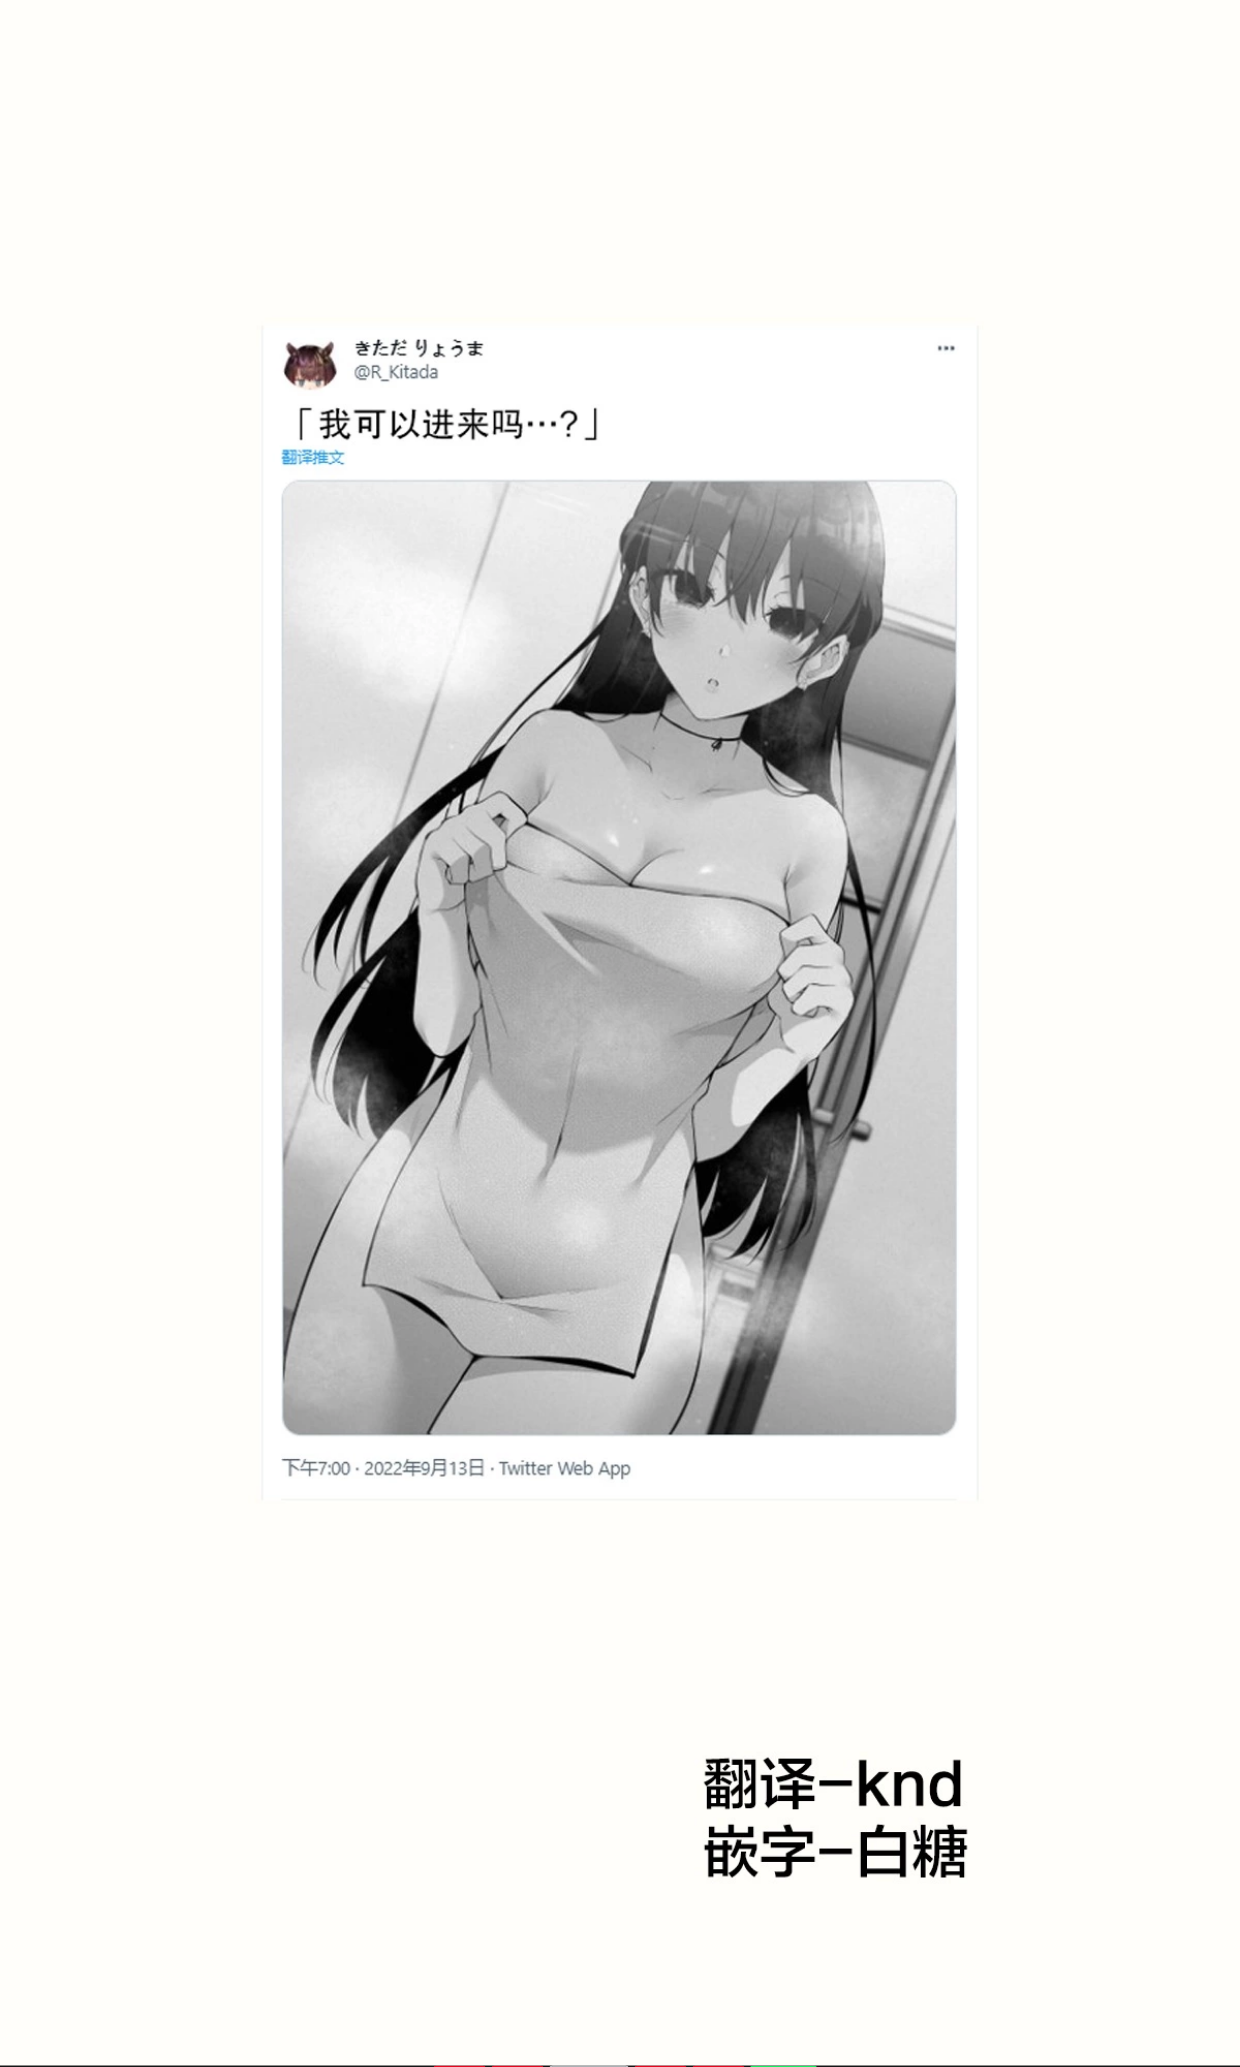 きただ りょうま
@R_Kitada
「我可以进来吗…?」
翻译推文
下午7:00 · 2022年9月13日 · Twitter Web App
翻译-knd
嵌字-白糖